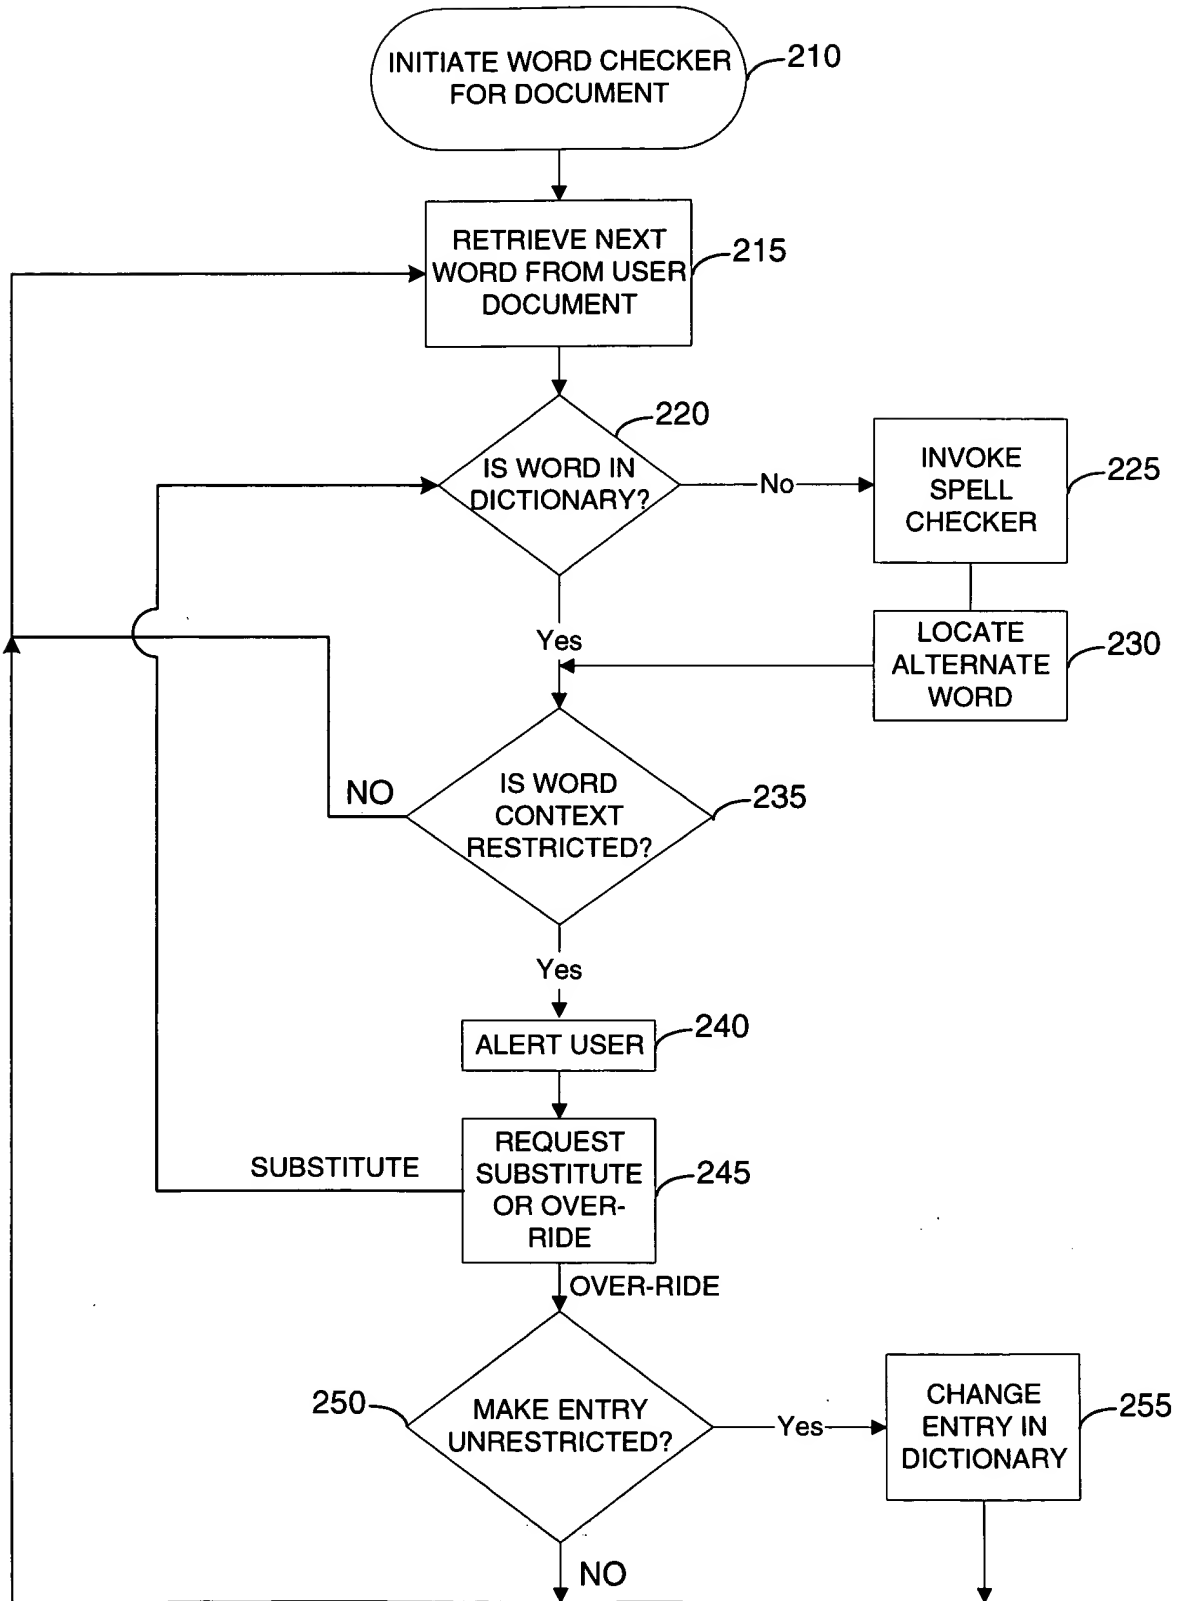 INITIATE WORD CHECKER
FOR DOCUMENT
210
RETRIEVE NEXT
WORD FROM USER
DOCUMENT
215
220
IS WORD IN
DICTIONARY?
No
INVOKE
SPELL
CHECKER
225
Yes
LOCATE
ALTERNATE
WORD
230
IS WORD
CONTEXT
RESTRICTED?
235
NO
Yes
ALERT USER
240
REQUEST
SUBSTITUTE
OR OVER-
RIDE
245
SUBSTITUTE
OVER-RIDE
250
MAKE ENTRY
UNRESTRICTED?
Yes
CHANGE
ENTRY IN
DICTIONARY
255
NO